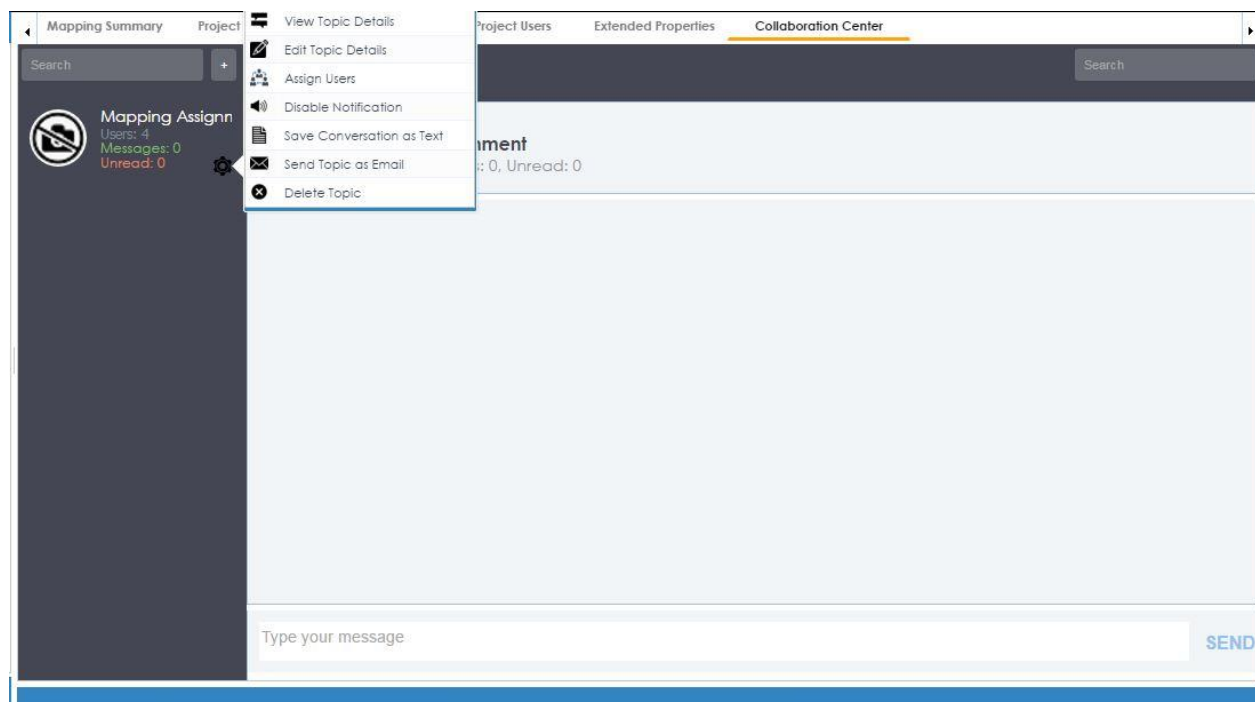 Mapping Summary Project Project Users Extended Properties Collaboration Center
Search + Search
View Topic Details
Edit Topic Details
Assign Users
Disable Notification
Save Conversation as Text
Send Topic as Email
Delete Topic
Mapping Assignm
Users: 4
Messages: 0
Unread: 0
nment
s: 0, Unread: 0
Type your message SEND